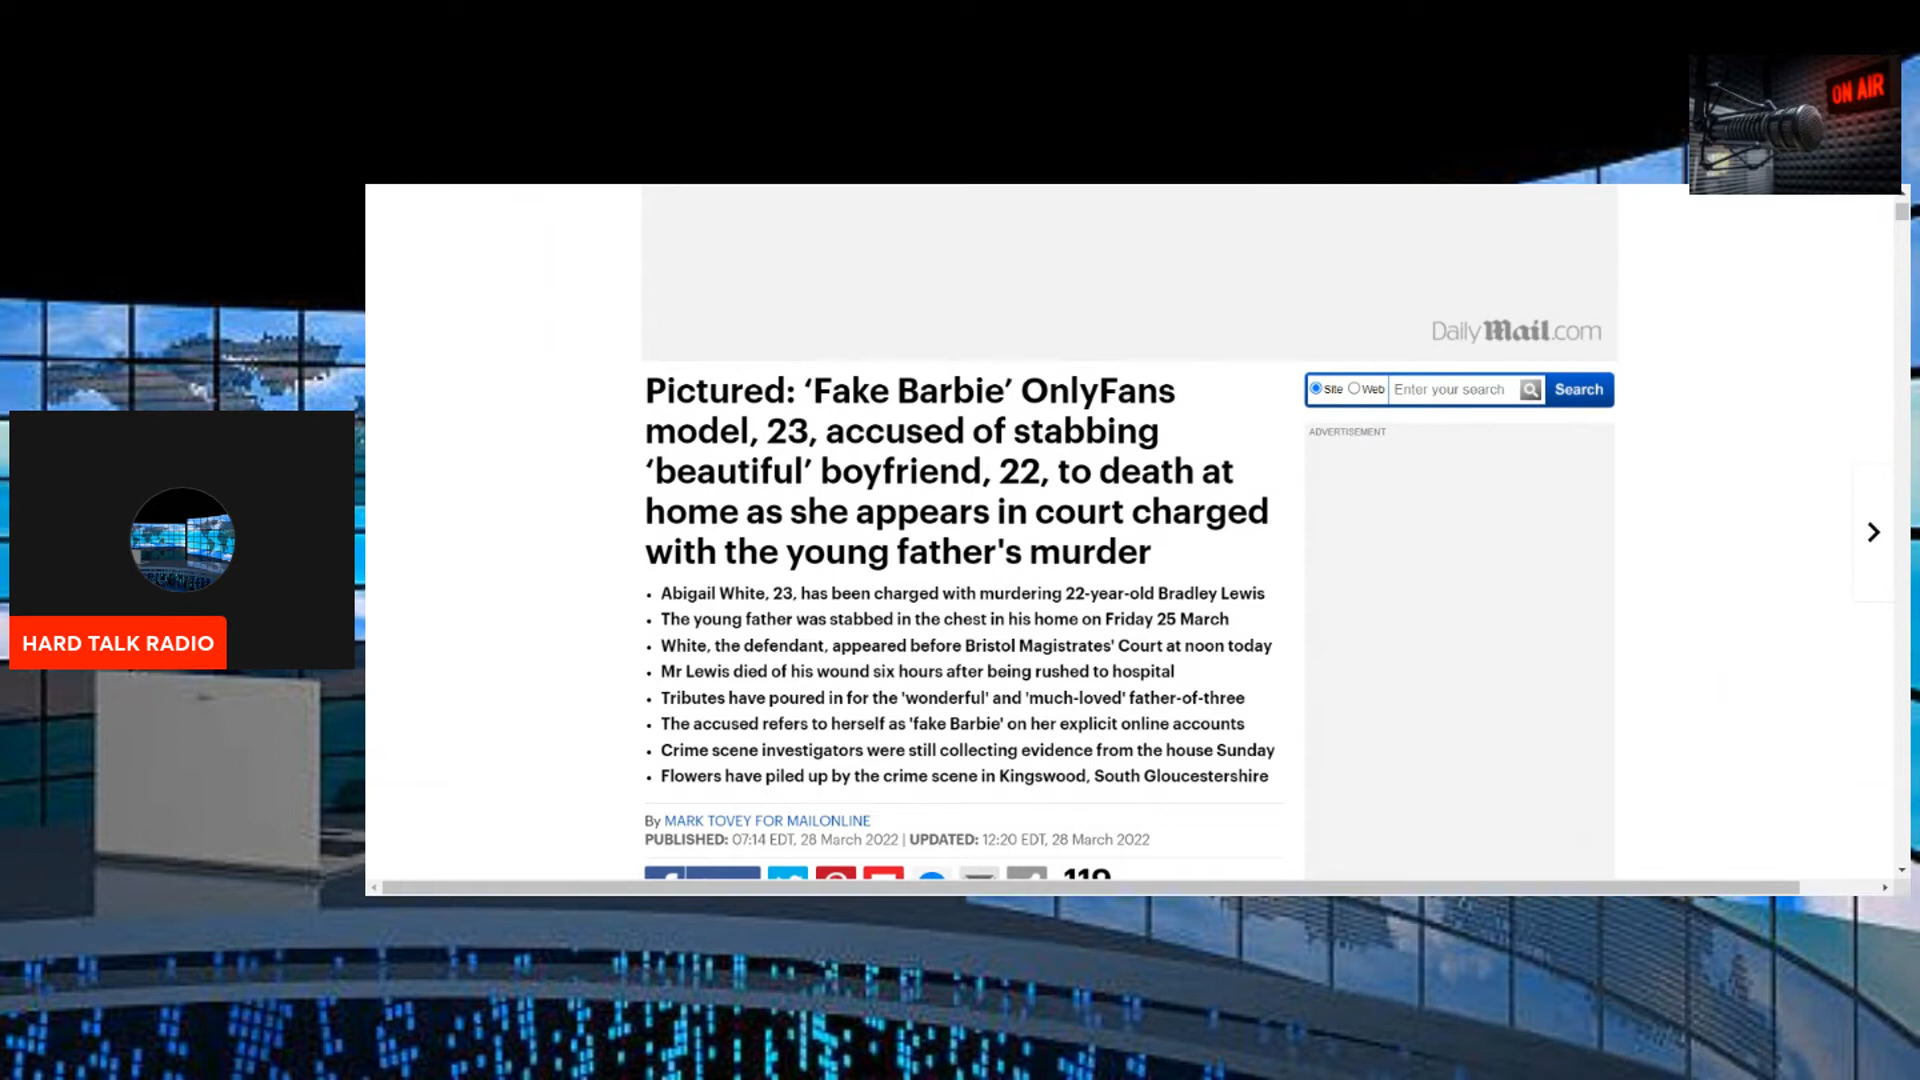 ON AIR
Daily Mail.com
Pictured: ‘Fake Barbie’ OnlyFans
model, 23, accused of stabbing
‘beautiful’ boyfriend, 22, to death at
home as she appears in court charged
with the young father's murder
Site Web Enter your search Search
ADVERTISEMENT
• Abigail White, 23, has been charged with murdering 22-year-old Bradley Lewis
• The young father was stabbed in the chest in his home on Friday 25 March
• White, the defendant, appeared before Bristol Magistrates' Court at noon today
• Mr Lewis died of his wound six hours after being rushed to hospital
• Tributes have poured in for the 'wonderful' and 'much-loved' father-of-three
• The accused refers to herself as 'fake Barbie' on her explicit online accounts
• Crime scene investigators were still collecting evidence from the house Sunday
• Flowers have piled up by the crime scene in Kingswood, South Gloucestershire
By MARK TOVEY FOR MAILONLINE
PUBLISHED: 07:14 EDT, 28 March 2022 | UPDATED: 12:20 EDT, 28 March 2022
HARD TALK RADIO